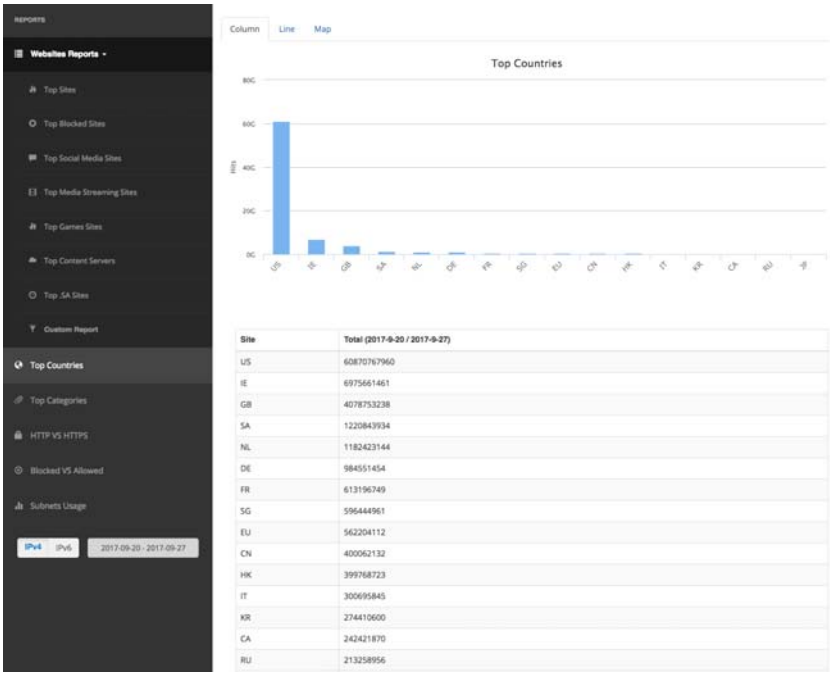 REPORTS
Websites Reports
Top Sites
Top Blocked Sites
Top Social Media Sites
Top Media Streaming Sites
Top Games Sites
Top Content Servers
Top .SA Sites
Custom Report
Top Countries
Top Categories
HTTP VS HTTPS
Blocked VS Allowed
Subnets Usage
IPv4 IPv6 2017-09-20 - 2017-09-27
Column Line Map
Top Countries
Hits
80G
60G
40G
20G
0G
US IE GB SA NL DE FR SG EU CN HK IT KR CA RU JP
Site Total (2017-9-20 / 2017-9-27)
US 60870767960
IE 6975661461
GB 4078753238
SA 1220843934
NL 1182423144
DE 984551454
FR 613196749
SG 596444961
EU 562204112
CN 400062132
HK 399768723
IT 300695845
KR 274410600
CA 242421870
RU 213258956